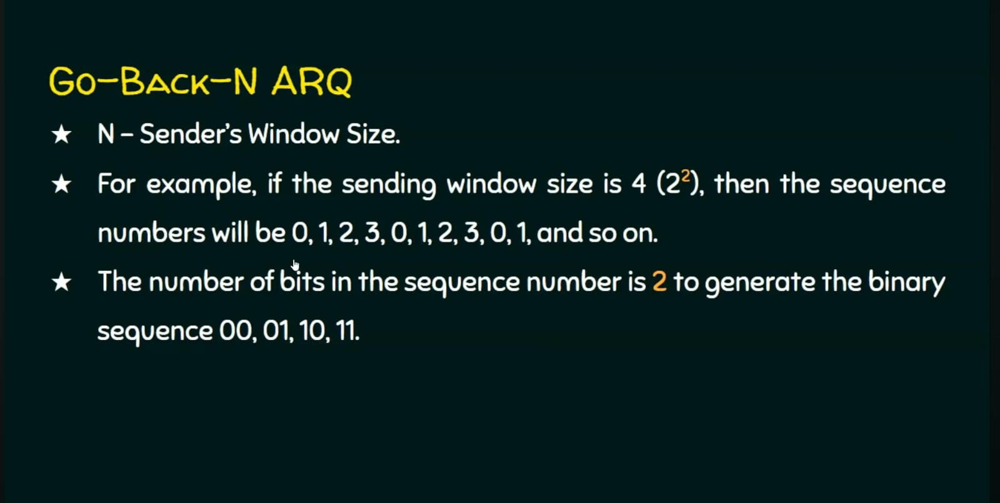 Go-Back-N ARQ
★ N – Sender's Window Size.
★ For example, if the sending window size is 4 (2²), then the sequence
numbers will be 0, 1, 2, 3, 0, 1, 2, 3, 0, 1, and so on.
★ The number of bits in the sequence number is 2 to generate the binary
sequence 00, 01, 10, 11.